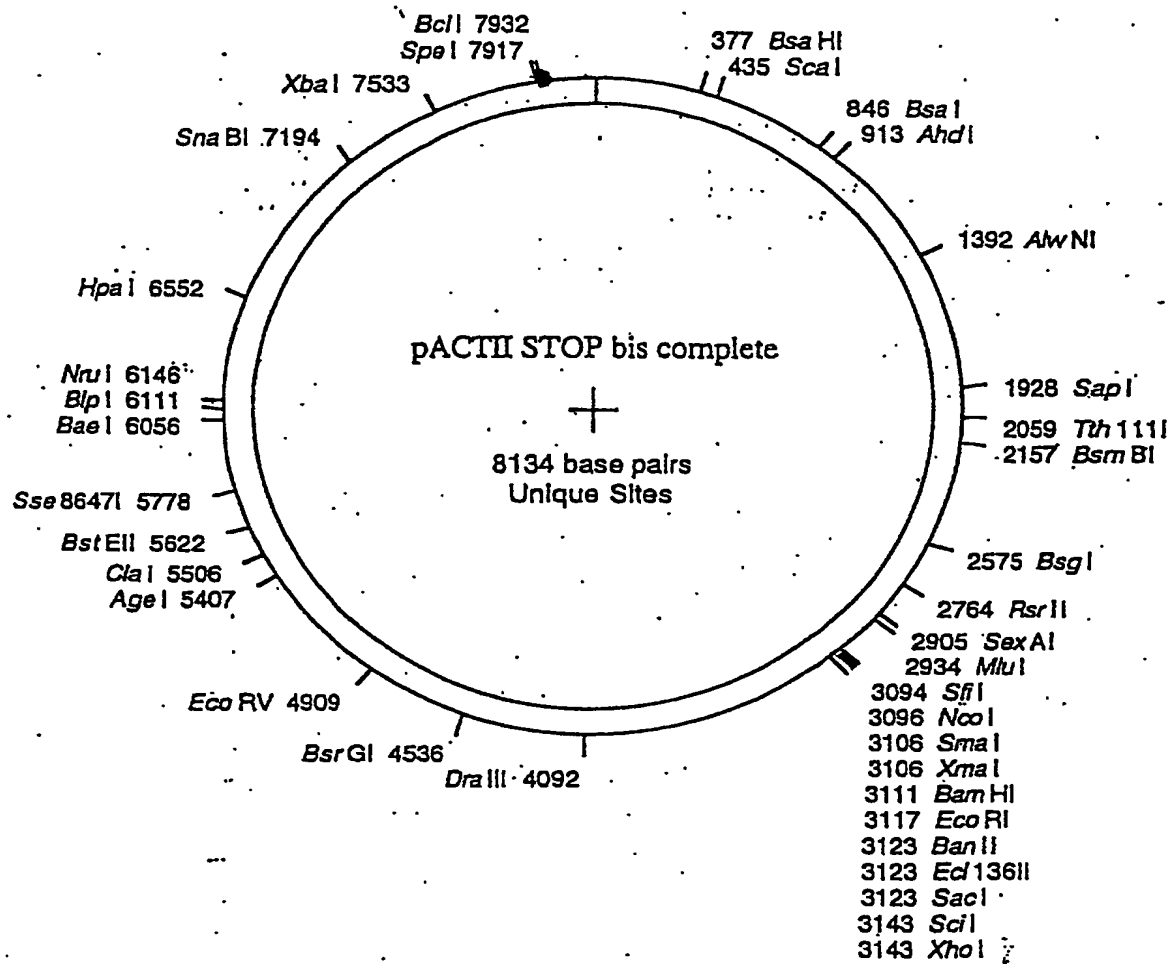 BclI 7932
SpeI 7917
XbaI 7533
SnaBI 7194
HpaI 6552
NruI 6146
BlpI 6111
BaeI 6056
Sse8647I 5778
BstEII 5622
ClaI 5506
AgeI 5407
EcoRV 4909
BsrGI 4536
DraIII 4092
377 BsaHI
435 ScaI
846 BsaI
913 AhdI
1392 AlwNI
1928 SapI
2059 Tth111I
2157 BsmBI
2575 BsgI
2764 RsrII
2905 SexAI
2934 MluI
3094 SfiI
3096 NcoI
3106 SmaI
3106 XmaI
3111 BamHI
3117 EcoRI
3123 BanII
3123 Ecl136II
3123 SacI
3143 SciI
3143 XhoI
pACTII STOP bis complete
8134 base pairs
Unique Sites